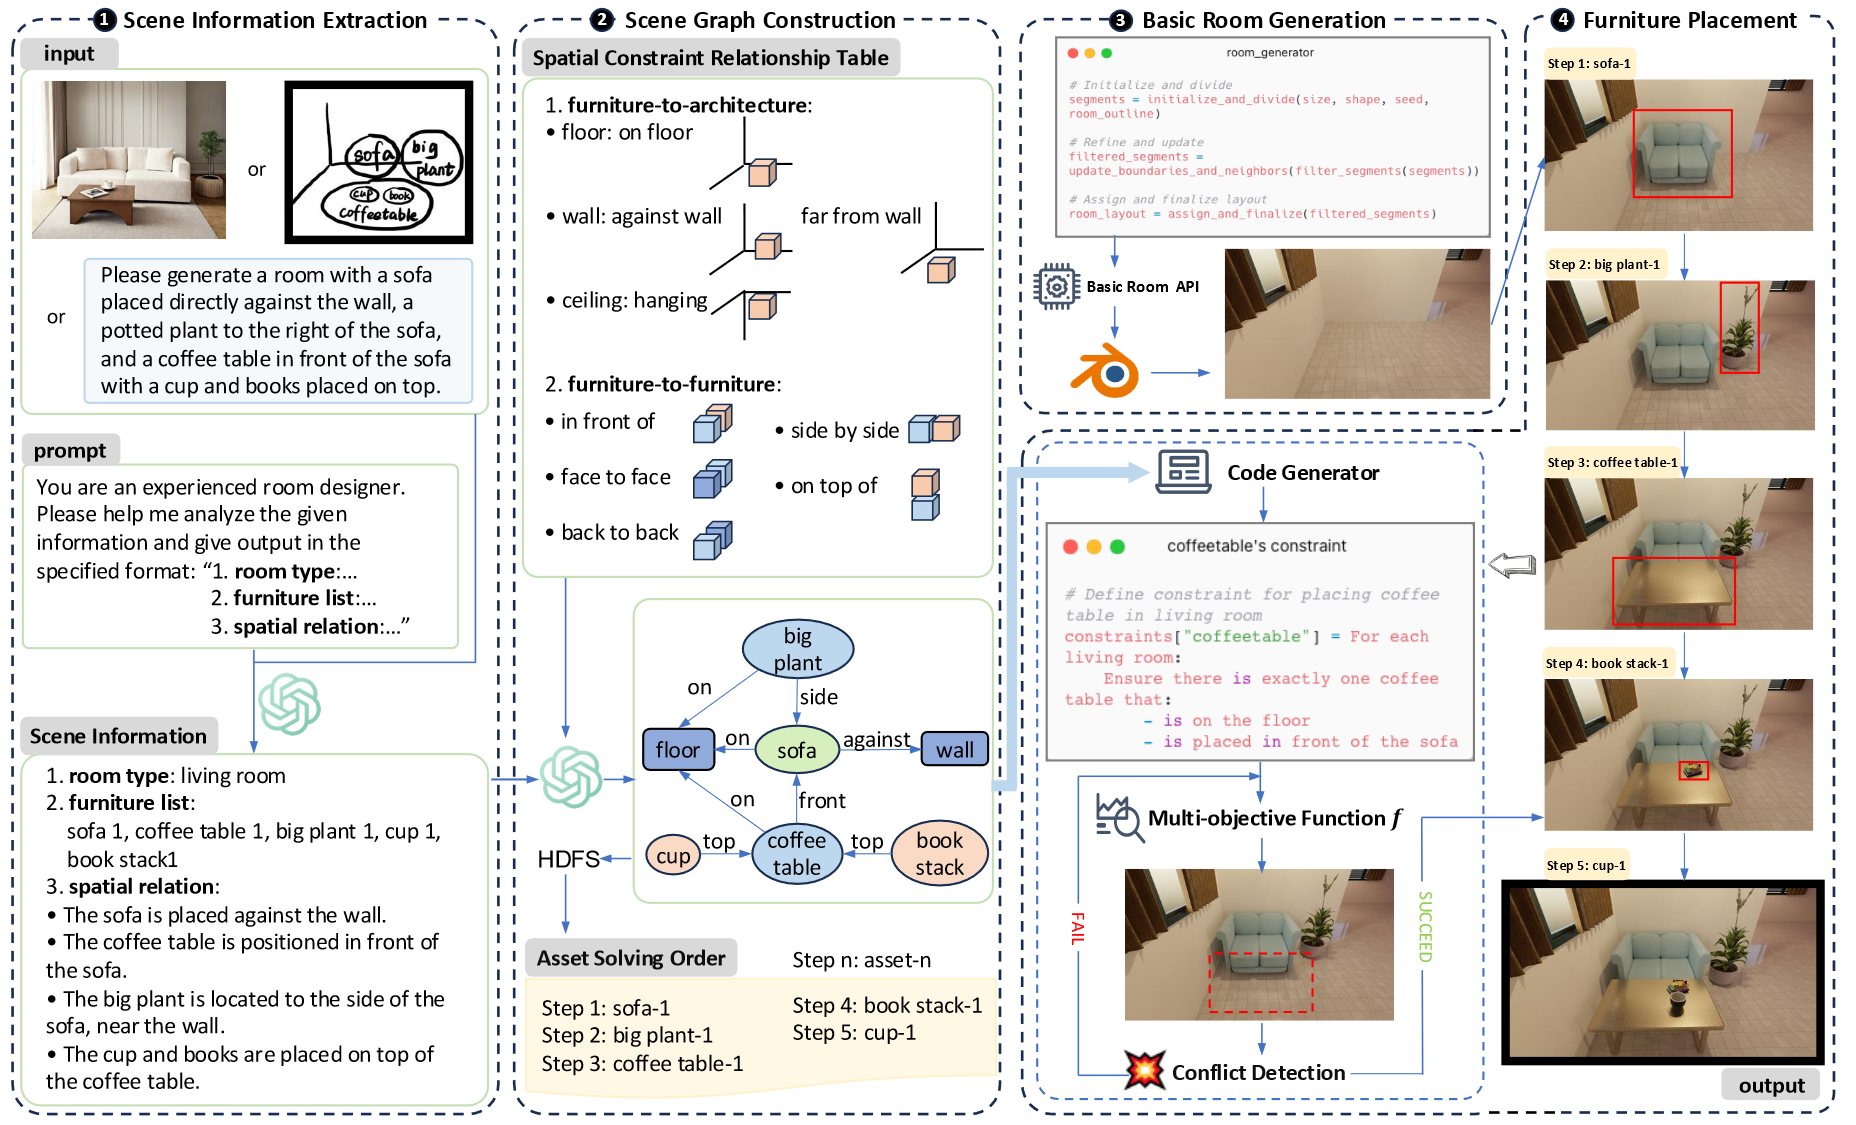 1 Scene Information Extraction
input
or
sofa
big
plant
cup
book
coffeetable
or
Please generate a room with a sofa
placed directly against the wall, a
potted plant to the right of the sofa,
and a coffee table in front of the sofa
with a cup and books placed on top.
prompt
You are an experienced room designer.
Please help me analyze the given
information and give output in the
specified format: “1. room type:...
2. furniture list:...
3. spatial relation:...”
Scene Information
1. room type: living room
2. furniture list:
sofa 1, coffee table 1, big plant 1, cup 1,
book stack1
3. spatial relation:
• The sofa is placed against the wall.
• The coffee table is positioned in front of
the sofa.
• The big plant is located to the side of the
sofa, near the wall.
• The cup and books are placed on top of
the coffee table.
2 Scene Graph Construction
Spatial Constraint Relationship Table
1. furniture-to-architecture:
• floor: on floor
• wall: against wall
far from wall
• ceiling: hanging
2. furniture-to-furniture:
• in front of
• side by side
• face to face
• on top of
• back to back
big
plant
on
side
floor
on
sofa
against
wall
on
front
cup
top
coffee
table
top
book
stack
HDFS
Asset Solving Order
Step n: asset-n
Step 1: sofa-1
Step 2: big plant-1
Step 3: coffee table-1
Step 4: book stack-1
Step 5: cup-1
3 Basic Room Generation
room_generator
# Initialize and divide
segments = initialize_and_divide(size, shape, seed,
room_outline)
# Refine and update
filtered_segments =
update_boundaries_and_neighbors(filter_segments(segments))
# Assign and finalize layout
room_layout = assign_and_finalize(filtered_segments)
Basic Room API
Code Generator
coffeetable's constraint
# Define constraint for placing coffee
table in living room
constraints["coffeetable"] = For each
living room:
Ensure there is exactly one coffee
table that:
- is on the floor
- is placed in front of the sofa
Multi-objective Function f
FAIL
SUCCEED
Conflict Detection
4 Furniture Placement
Step 1: sofa-1
Step 2: big plant-1
Step 3: coffee table-1
Step 4: book stack-1
Step 5: cup-1
output